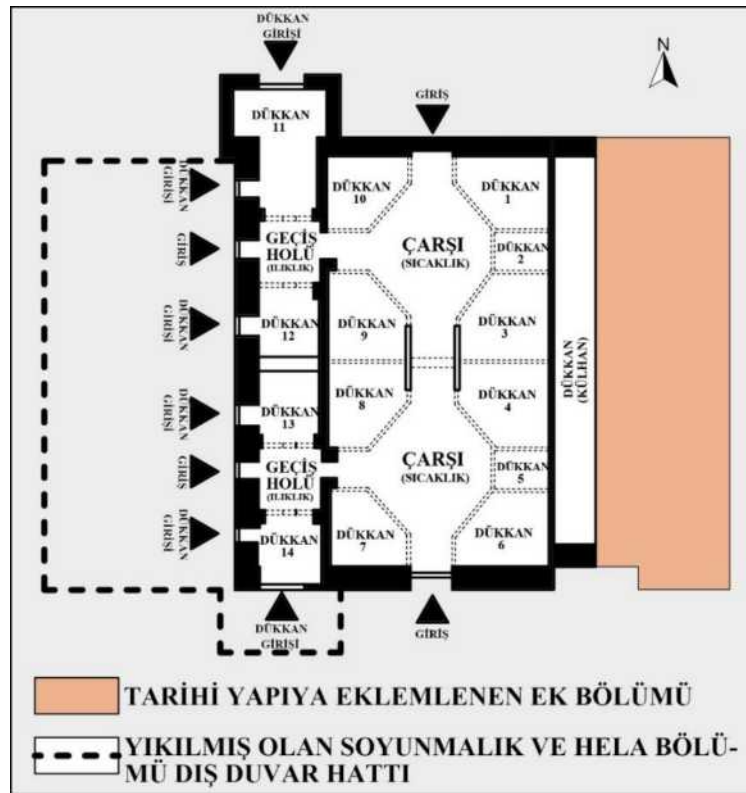 DÜKKAN
GİRİŞİ
N
GİRİŞ
DÜKKAN
11
DÜKKAN
GİRİŞİ
DÜKKAN
10
DÜKKAN
1
GİRİŞ
GEÇİŞ
HOLÜ
(ILIKLIK)
ÇARŞI
(SICAKLIK)
DÜKKAN
2
DÜKKAN
GİRİŞİ
DÜKKAN
12
DÜKKAN
9
DÜKKAN
3
DÜKKAN
(KÜLHAN)
DÜKKAN
GİRİŞİ
DÜKKAN
13
DÜKKAN
8
DÜKKAN
4
GİRİŞ
GEÇİŞ
HOLÜ
(ILIKLIK)
ÇARŞI
(SICAKLIK)
DÜKKAN
5
DÜKKAN
GİRİŞİ
DÜKKAN
14
DÜKKAN
7
DÜKKAN
6
DÜKKAN
GİRİŞİ
GİRİŞ
TARİHİ YAPIYA EKLEMLENEN EK BÖLÜMÜ
YIKILMIŞ OLAN SOYUNMALIK VE HELA BÖLÜ-
MÜ DIŞ DUVAR HATTI